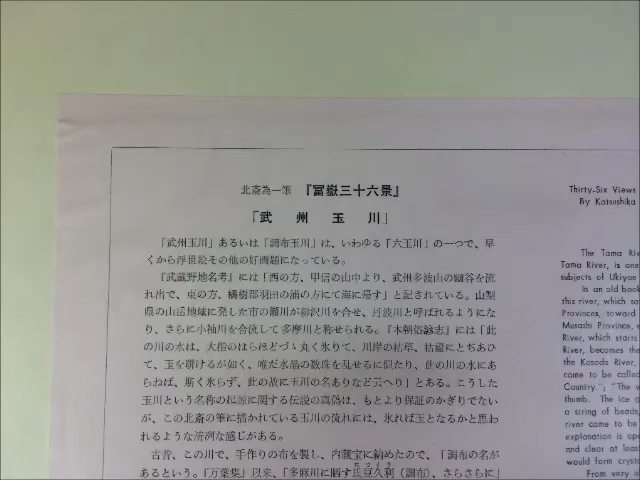 北斎為一筆 『冨嶽三十六景』
「武州玉川」
『武州玉川』あるいは「調布玉川」は、いわゆる「六玉川」の一つで、早
くから浮世絵その他の好画題になっている。
『武蔵野地名考』には「西の方、甲信の山中より、武州多波山の幽谷を流
れ出で、東の方、橘樹郡羽田の浦の方にて海に帰す」と記されている。山梨
県の山岳地域に発した市の瀬川が柳沢川を合せ、丹波川と呼ばれるようにな
り、さらに小袖川を合流して多摩川と称せられる。『本朝俗諺志』には「此
の川の水は、大指のはらほどづゝ丸く氷りて、川岸の枯草、枯蘆にとぢあひ
て、玉を聯けるが如く、唯だ水晶の数珠を乱せるに似たり、此の川の水にあ
らねば、斯く氷らず、此の故に玉川の名ありなど云へり」とある。こうした
玉川という名称の起源に関する伝説の真偽は、もとより保証のかぎりでない
が、この北斎の筆に描かれている玉川の流れには、氷れば玉となるかと思わ
れるような清冽な感じがある。
古昔、この川で、手作りの布を製し、内蔵宝に納めたので、「調布の名が
あるという。『万葉集』以来、「多麻川に晒す氐豆久利（調布）、さらさらに」
Thirty-Six Views
By Katsushika
The Tama Riv
Tama River, is one
subjects of Ukiyoe
In an old book
this river, which sa
Provinces, toward
Musashi Province, e
River, which starts
River, becomes the
the Kosode River,
come to be called
Country."; "The w
thumb. The ice a
a string of beads,
river came to be
explanation is ope
and clear at least
would form cryst
From very o